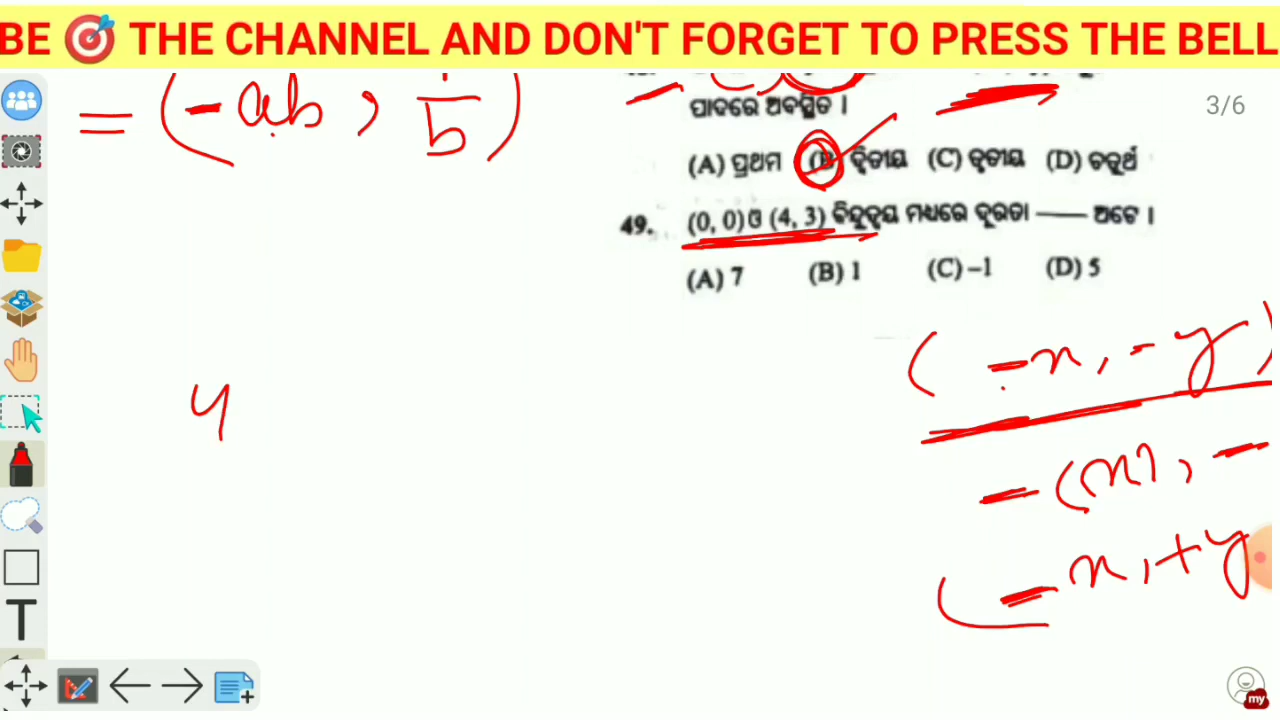 BE 🎯 THE CHANNEL AND DON'T FORGET TO PRESS THE BELL
3/6
= (-ab, 1/b)
ପାଦରେ ଅବସ୍ଥିତ ।
(A) ପ୍ରଥମ (B) ଦ୍ବିତୀୟ (C) ତୃତୀୟ (D) ଚତୁର୍ଥ
49. (0, 0) ଓ (4, 3) ବିନ୍ଦୁଦ୍ବୟ ମଧ୍ୟରେ ଦୂରତା —— ଅଟେ ।
(A) 7 (B) 1 (C) –1 (D) 5
(-x, -y)
4
-(x), -
(-x, +y
T
my